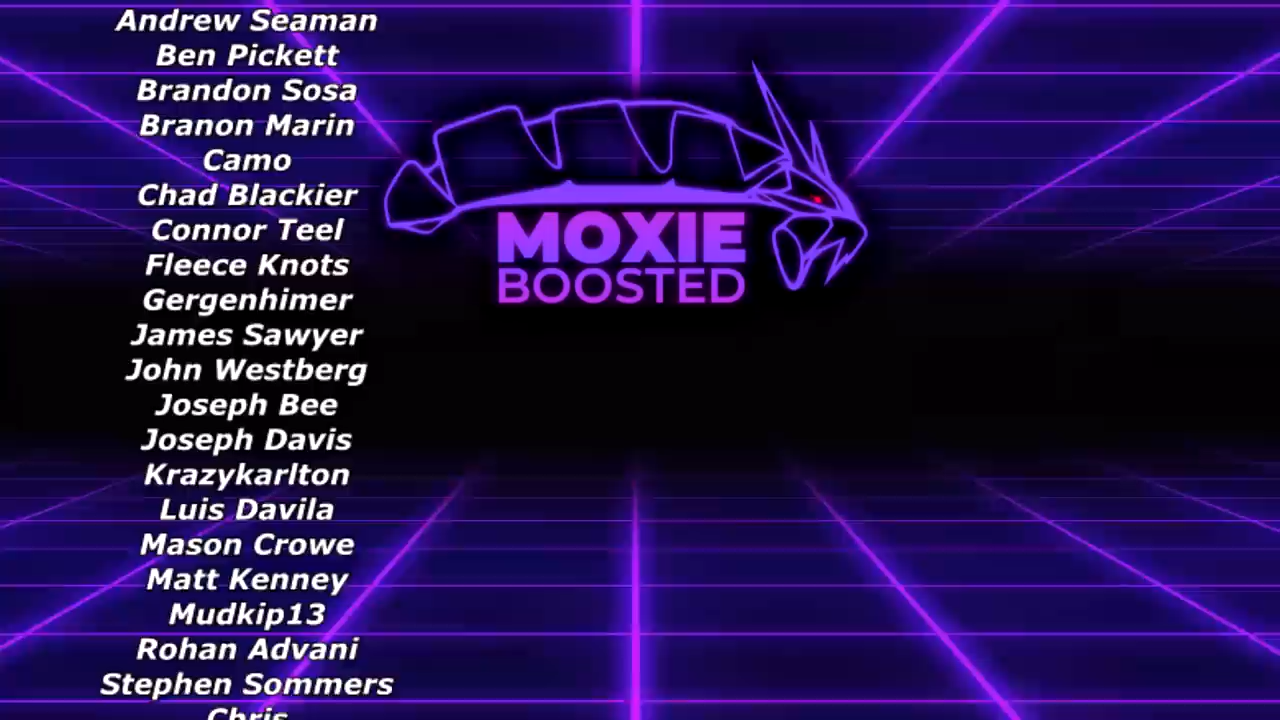 Andrew Seaman
Ben Pickett
Brandon Sosa
Branon Marin
Camo
Chad Blackier
Connor Teel
Fleece Knots
Gergenhimer
James Sawyer
John Westberg
Joseph Bee
Joseph Davis
Krazykarlton
Luis Davila
Mason Crowe
Matt Kenney
Mudkip13
Rohan Advani
Stephen Sommers
Chris
MOXIE
BOOSTED